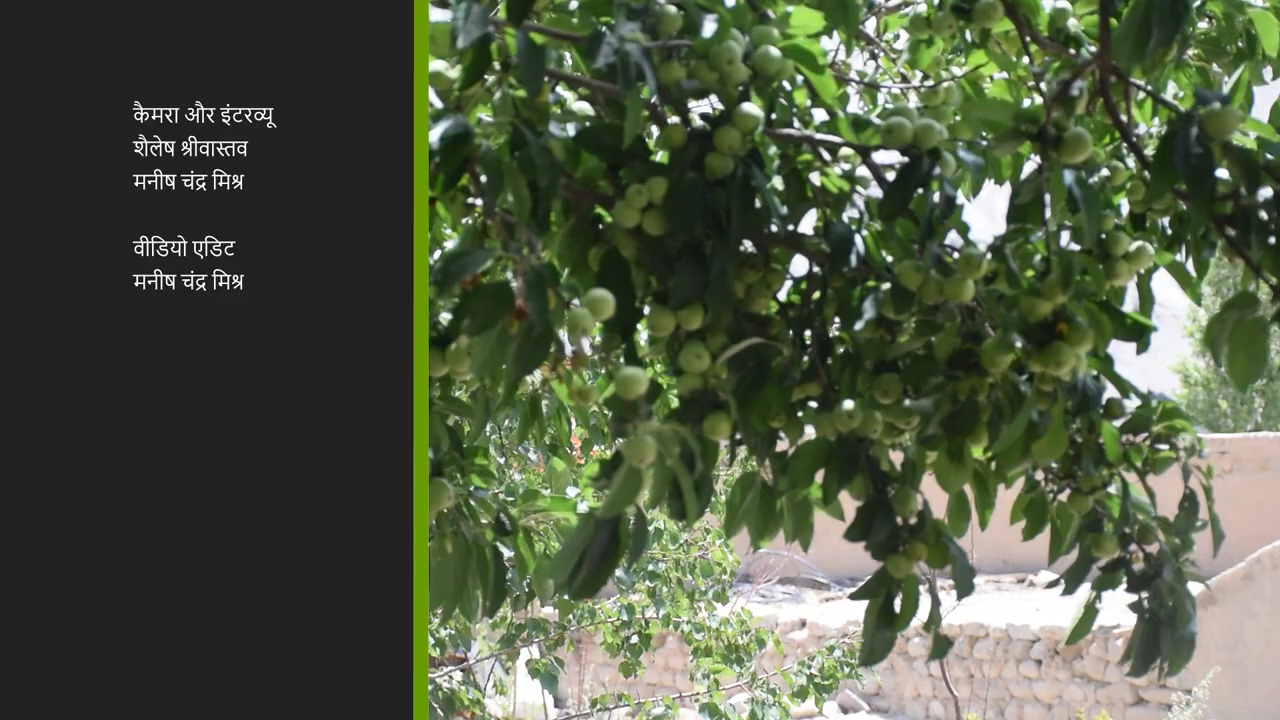 कैमरा और इंटरव्यू
शैलेष श्रीवास्तव
मनीष चंद्र मिश्र
वीडियो एडिट
मनीष चंद्र मिश्र